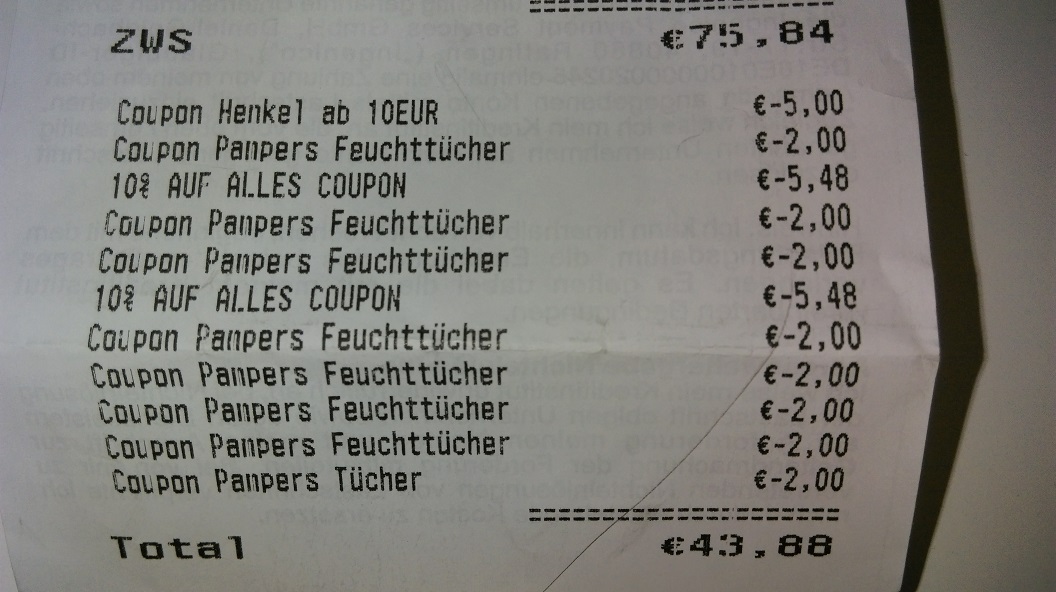 ZWS €75,84
Coupon Henkel ab 10EUR €-5,00
Coupon Pampers Feuchttücher €-2,00
10% AUF ALLES COUPON €-5,48
Coupon Pampers Feuchttücher €-2,00
Coupon Pampers Feuchttücher €-2,00
10% AUF ALLES COUPON €-5,48
Coupon Pampers Feuchttücher €-2,00
Coupon Pampers Feuchttücher €-2,00
Coupon Pampers Feuchttücher €-2,00
Coupon Pampers Feuchttücher €-2,00
Coupon Pampers Tücher €-2,00
Total €43,88